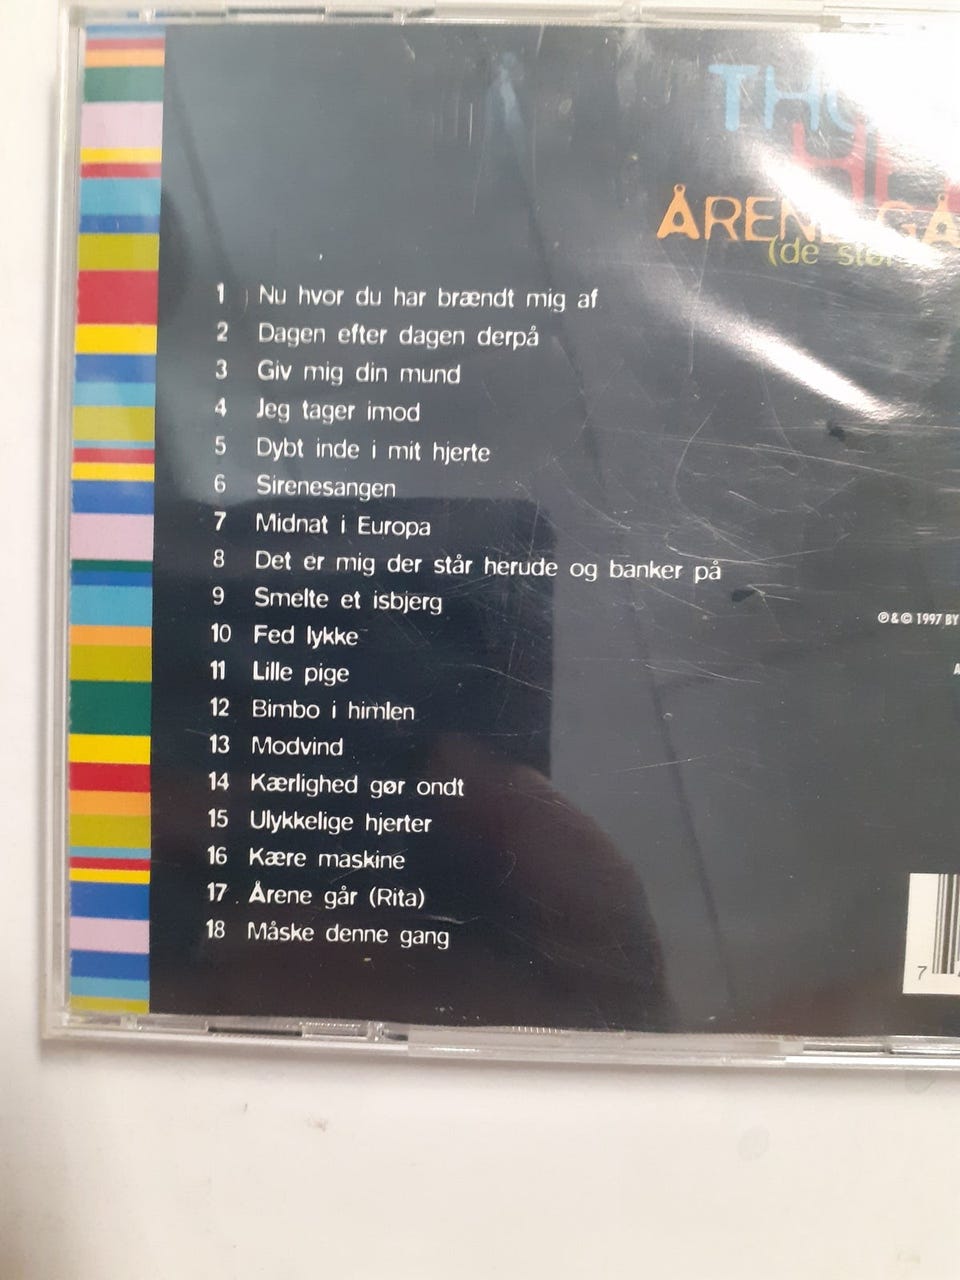 ÅRENE GÅ
(de stør
1 Nu hvor du har brændt mig af
2 Dagen efter dagen derpå
3 Giv mig din mund
4 Jeg tager imod
5 Dybt inde i mit hjerte
6 Sirenesangen
7 Midnat i Europa
8 Det er mig der står herude og banker på
9 Smelte et isbjerg
10 Fed lykke
11 Lille pige
12 Bimbo i himlen
13 Modvind
14 Kærlighed gør ondt
15 Ulykkelige hjerter
16 Kære maskine
17 Årene går (Rita)
18 Måske denne gang
℗&© 1997 BY
A
7